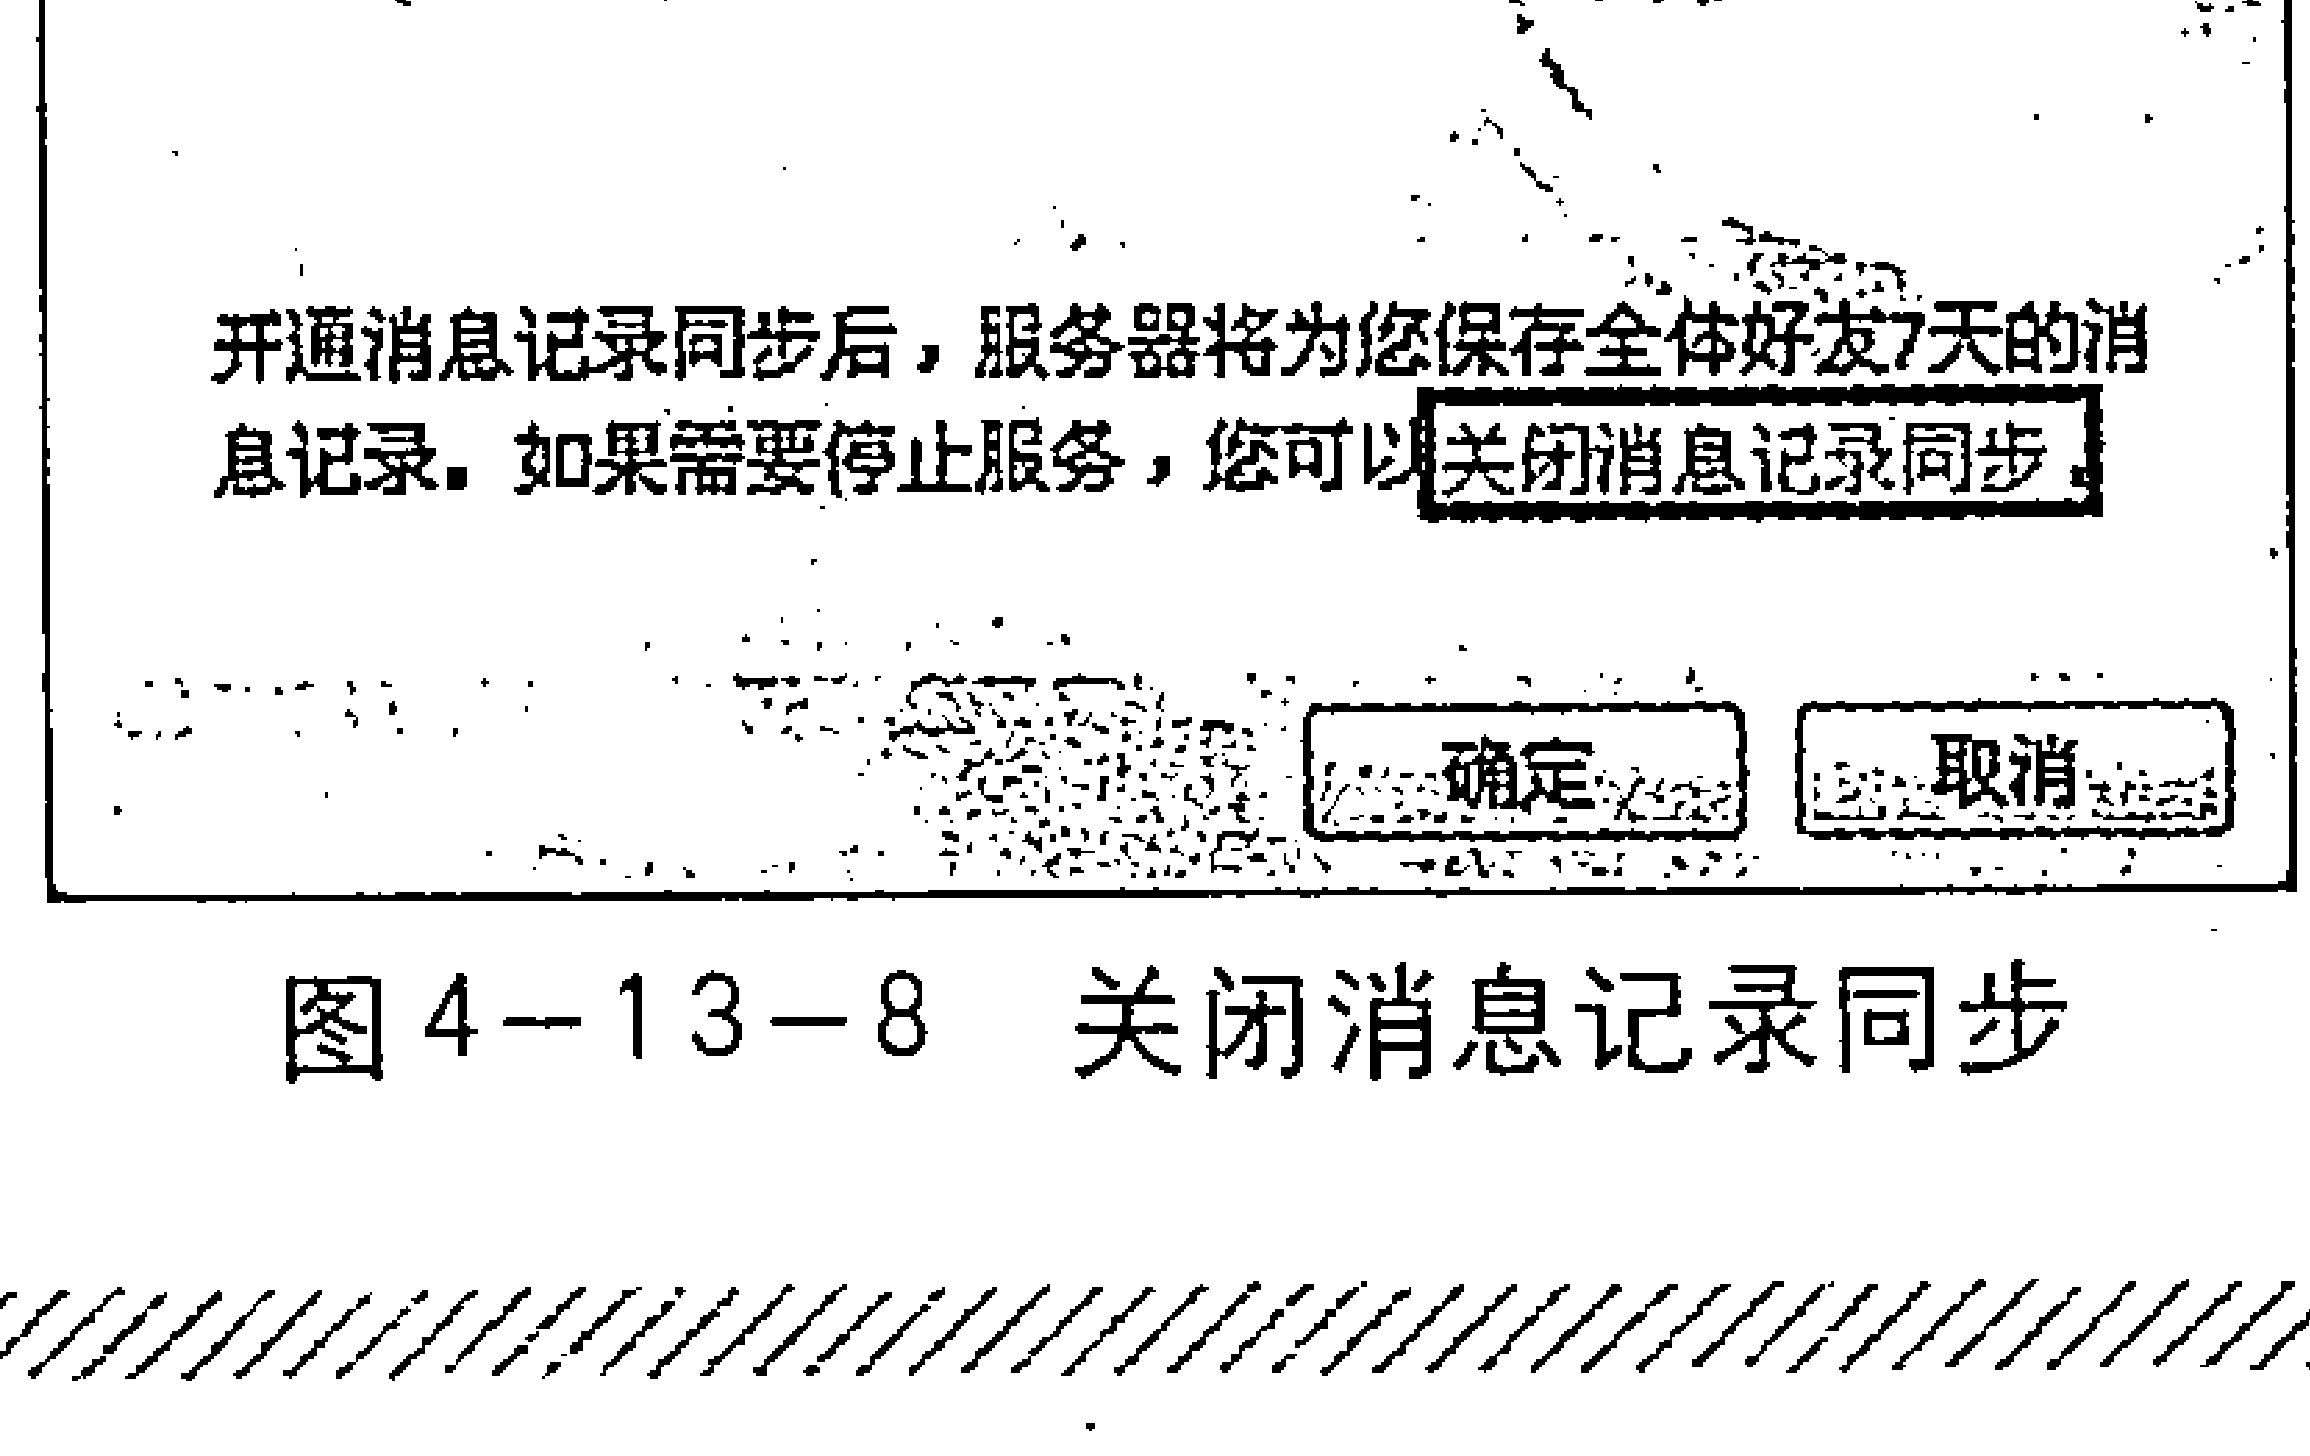 开通消息记录同步后，服务器将为您保存全体好友7天的消
息记录。如果需要停止服务，您可以关闭消息记录同步。
确定 取消
图4-13-8 关闭消息记录同步